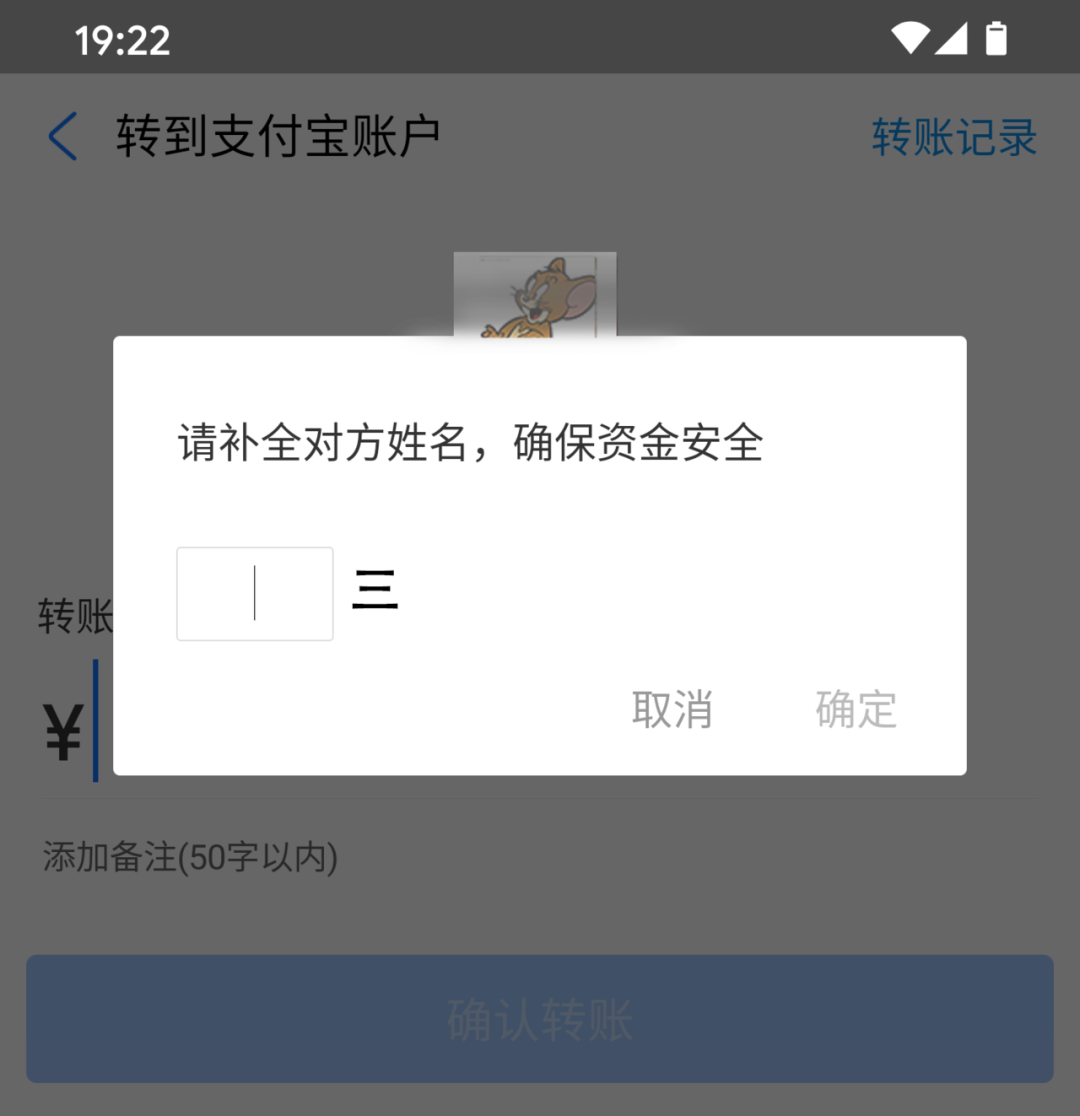 19:22
转到支付宝账户 转账记录
请补全对方姓名，确保资金安全
三
转账
取消 确定
¥
添加备注(50字以内)
确认转账